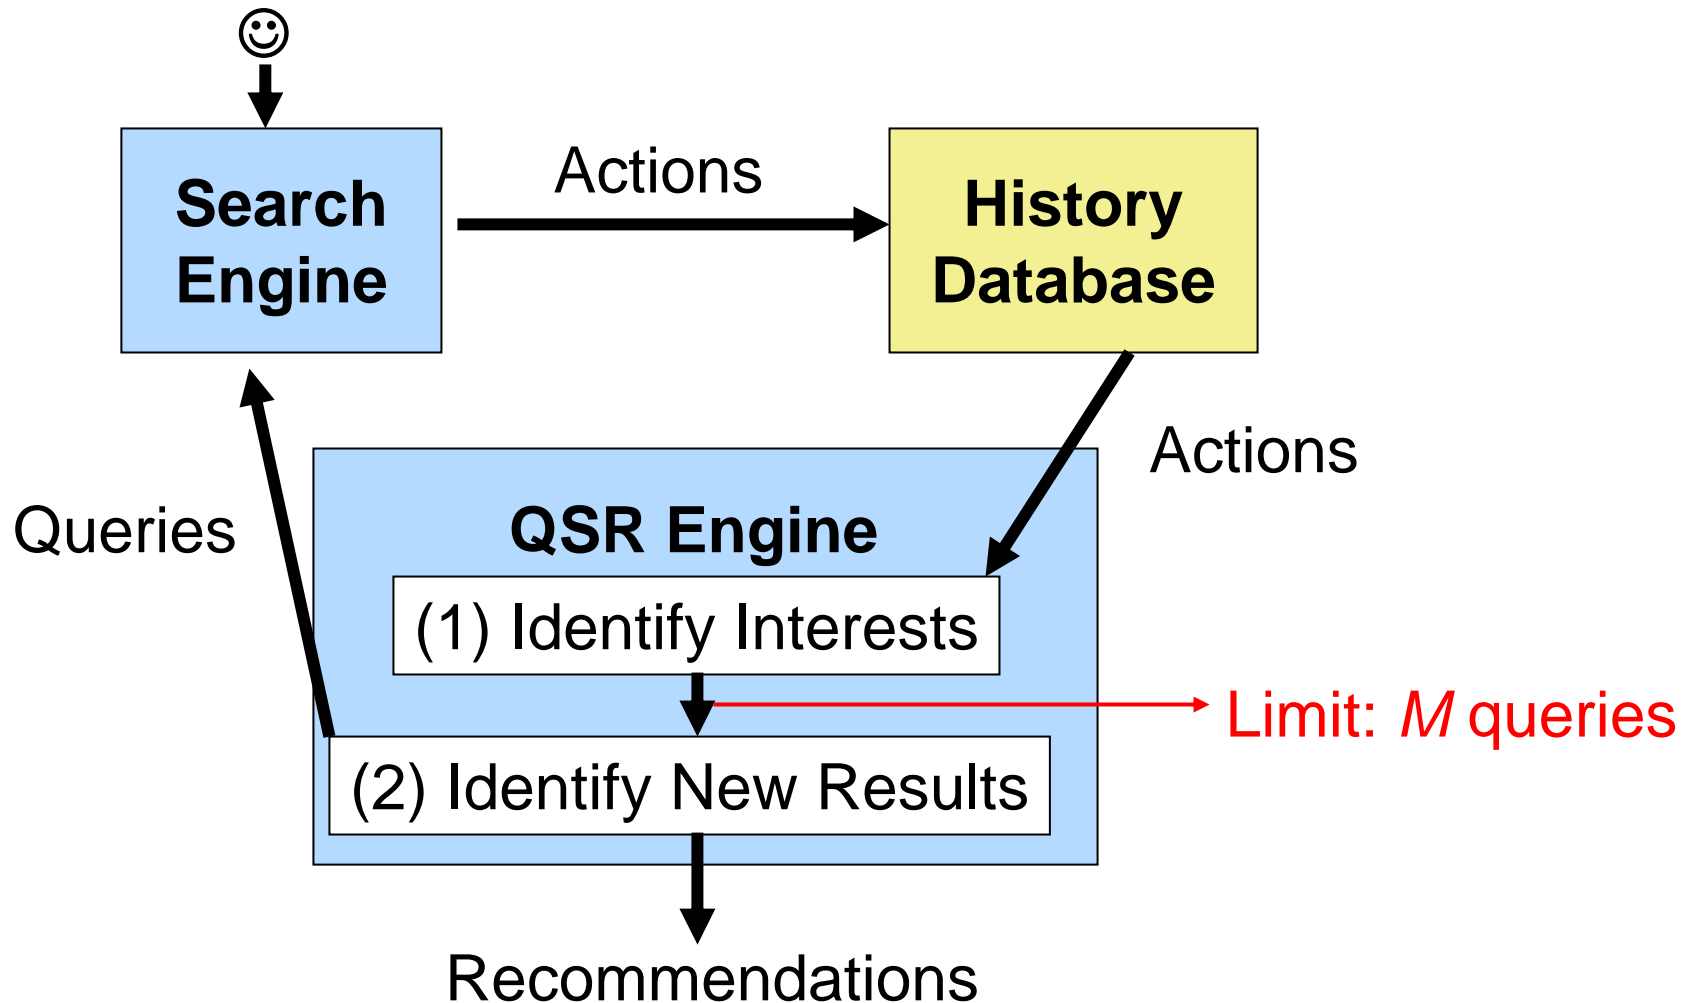 Search
Engine
Actions
History
Database
Actions
Queries
QSR Engine
(1) Identify Interests
Limit: M queries
(2) Identify New Results
Recommendations